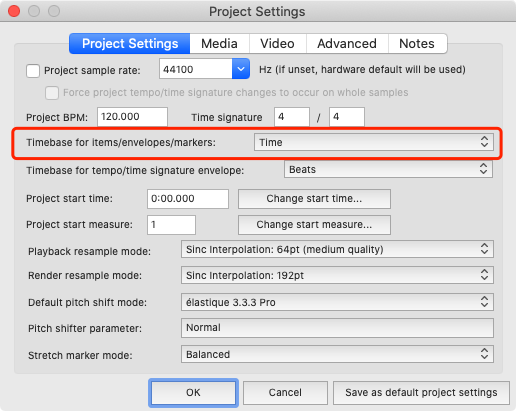 Project Settings
Project Settings Media Video Advanced Notes
Project sample rate: 44100 Hz (if unset, hardware default will be used)
Force project tempo/time signature changes to occur on whole samples
Project BPM: 120.000 Time signature 4 / 4
Timebase for items/envelopes/markers: Time
Timebase for tempo/time signature envelope: Beats
Project start time: 0:00.000 Change start time...
Project start measure: 1 Change start measure...
Playback resample mode: Sinc Interpolation: 64pt (medium quality)
Render resample mode: Sinc Interpolation: 192pt
Default pitch shift mode: élastique 3.3.3 Pro
Pitch shifter parameter: Normal
Stretch marker mode: Balanced
OK Cancel Save as default project settings